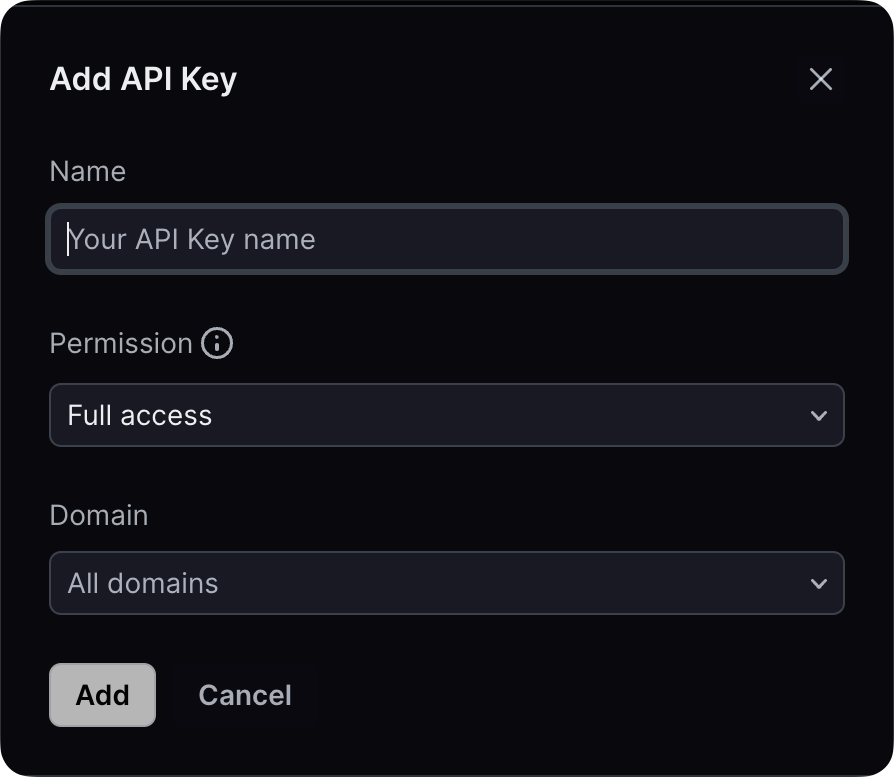 Add API Key
Name
Your API Key name
Permission
Full access
Domain
All domains
Add Cancel